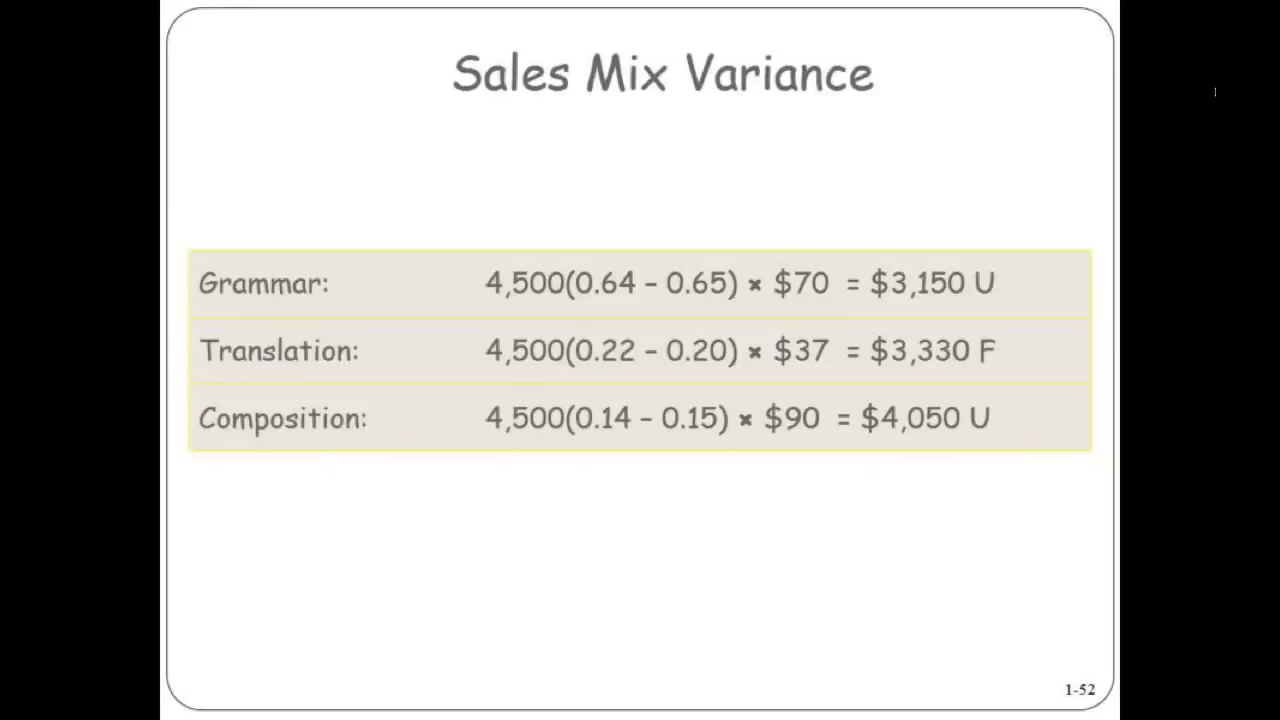 Sales Mix Variance
Grammar: 4,500(0.64 – 0.65) × $70 = $3,150 U
Translation: 4,500(0.22 – 0.20) × $37 = $3,330 F
Composition: 4,500(0.14 – 0.15) × $90 = $4,050 U
1-52